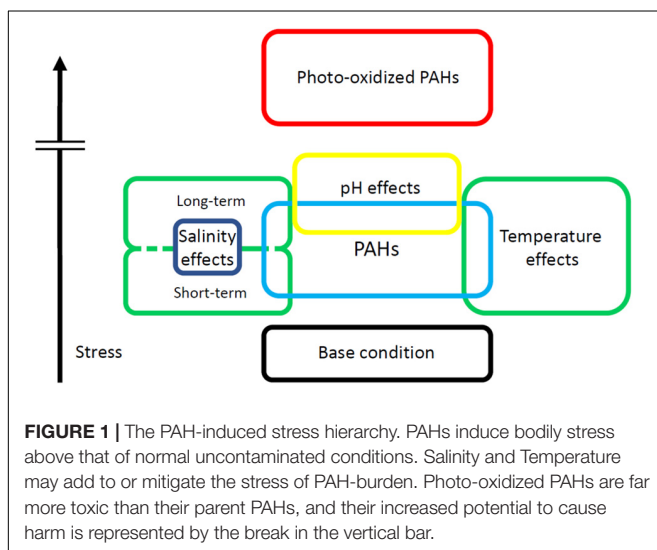 Photo-oxidized PAHs
pH effects
Long-term
Salinity
effects
PAHs
Temperature
effects
Short-term
Stress
Base condition
FIGURE 1 | The PAH-induced stress hierarchy. PAHs induce bodily stress
above that of normal uncontaminated conditions. Salinity and Temperature
may add to or mitigate the stress of PAH-burden. Photo-oxidized PAHs are far
more toxic than their parent PAHs, and their increased potential to cause
harm is represented by the break in the vertical bar.